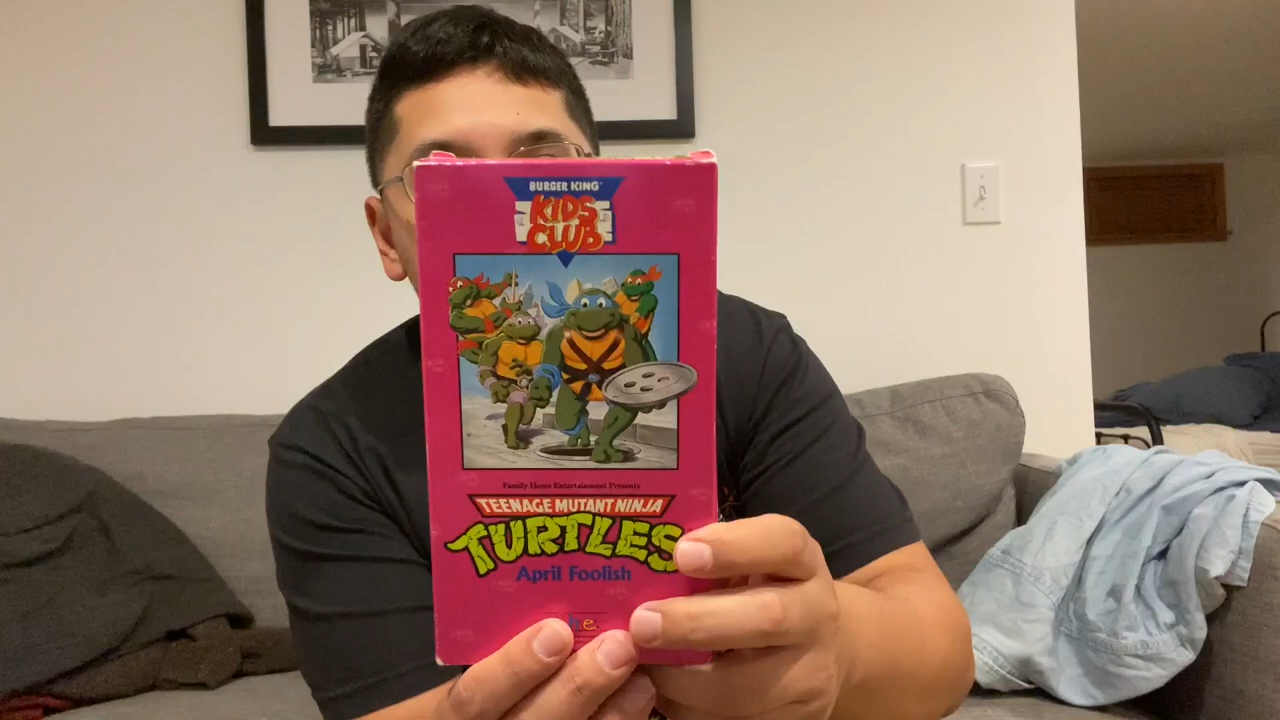 BURGER KING
KIDS
CLUB
Family Home Entertainment Presents
TEENAGE MUTANT NINJA
TURTLES
April Foolish